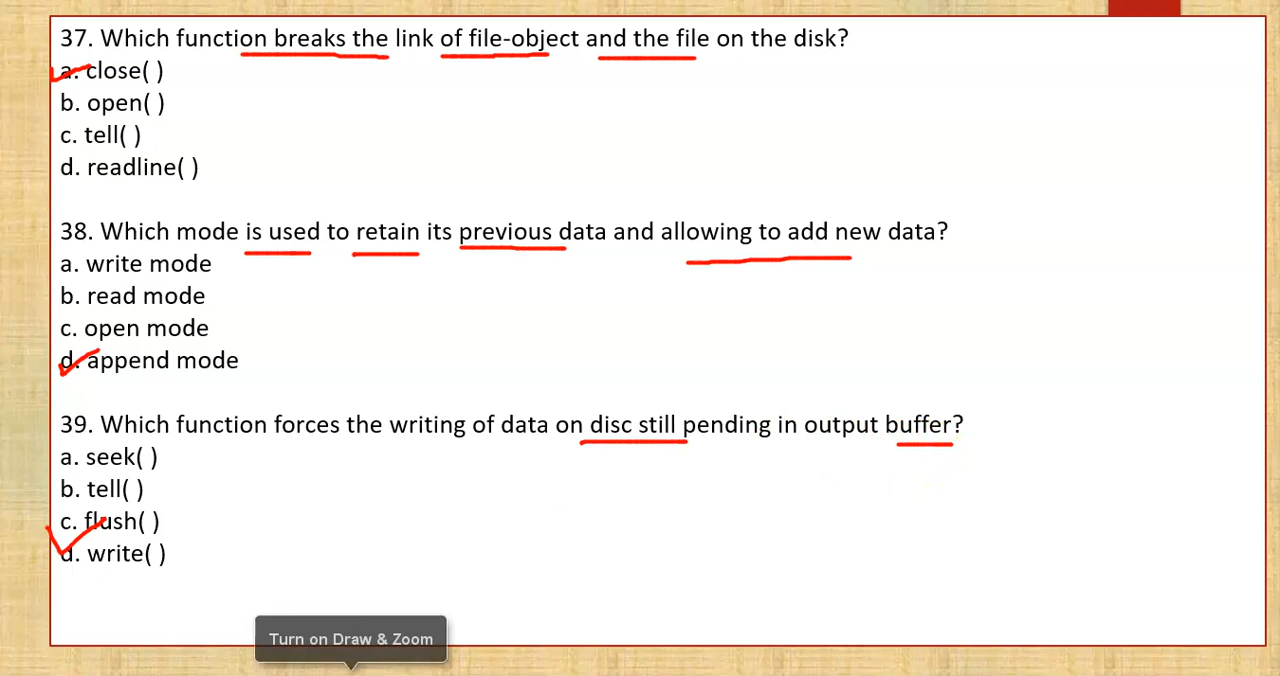 37. Which function breaks the link of file-object and the file on the disk?
a. close( )
b. open( )
c. tell( )
d. readline( )
38. Which mode is used to retain its previous data and allowing to add new data?
a. write mode
b. read mode
c. open mode
d. append mode
39. Which function forces the writing of data on disc still pending in output buffer?
a. seek( )
b. tell( )
c. flush( )
d. write( )
Turn on Draw & Zoom